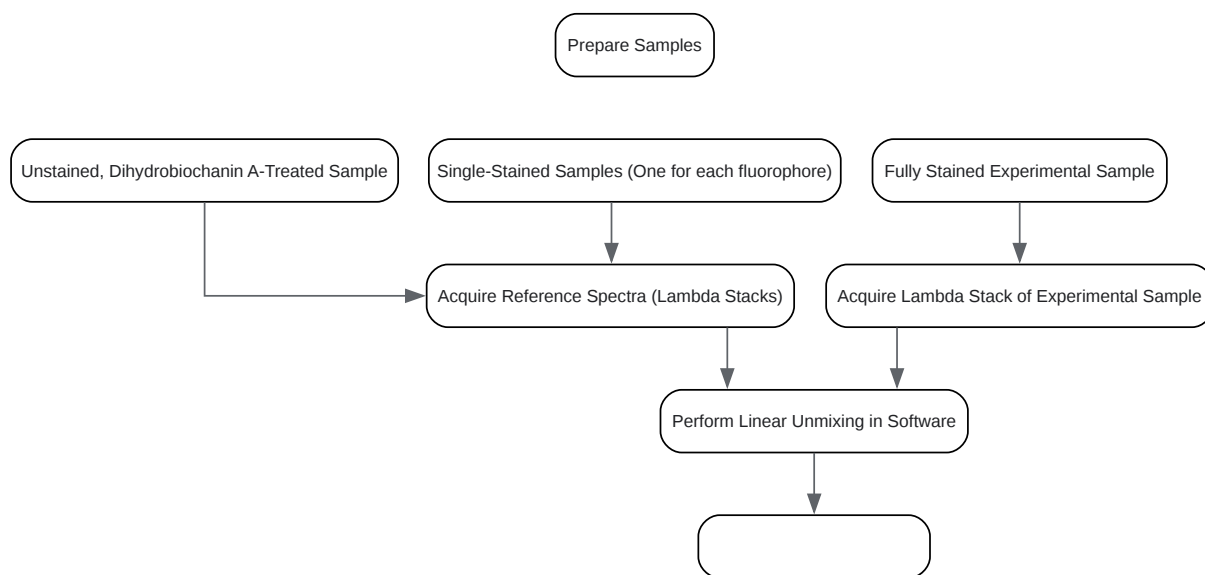 Prepare Samples
Unstained, Dihydrobiochanin A-Treated Sample
Single-Stained Samples (One for each fluorophore)
Fully Stained Experimental Sample
Acquire Reference Spectra (Lambda Stacks)
Acquire Lambda Stack of Experimental Sample
Perform Linear Unmixing in Software